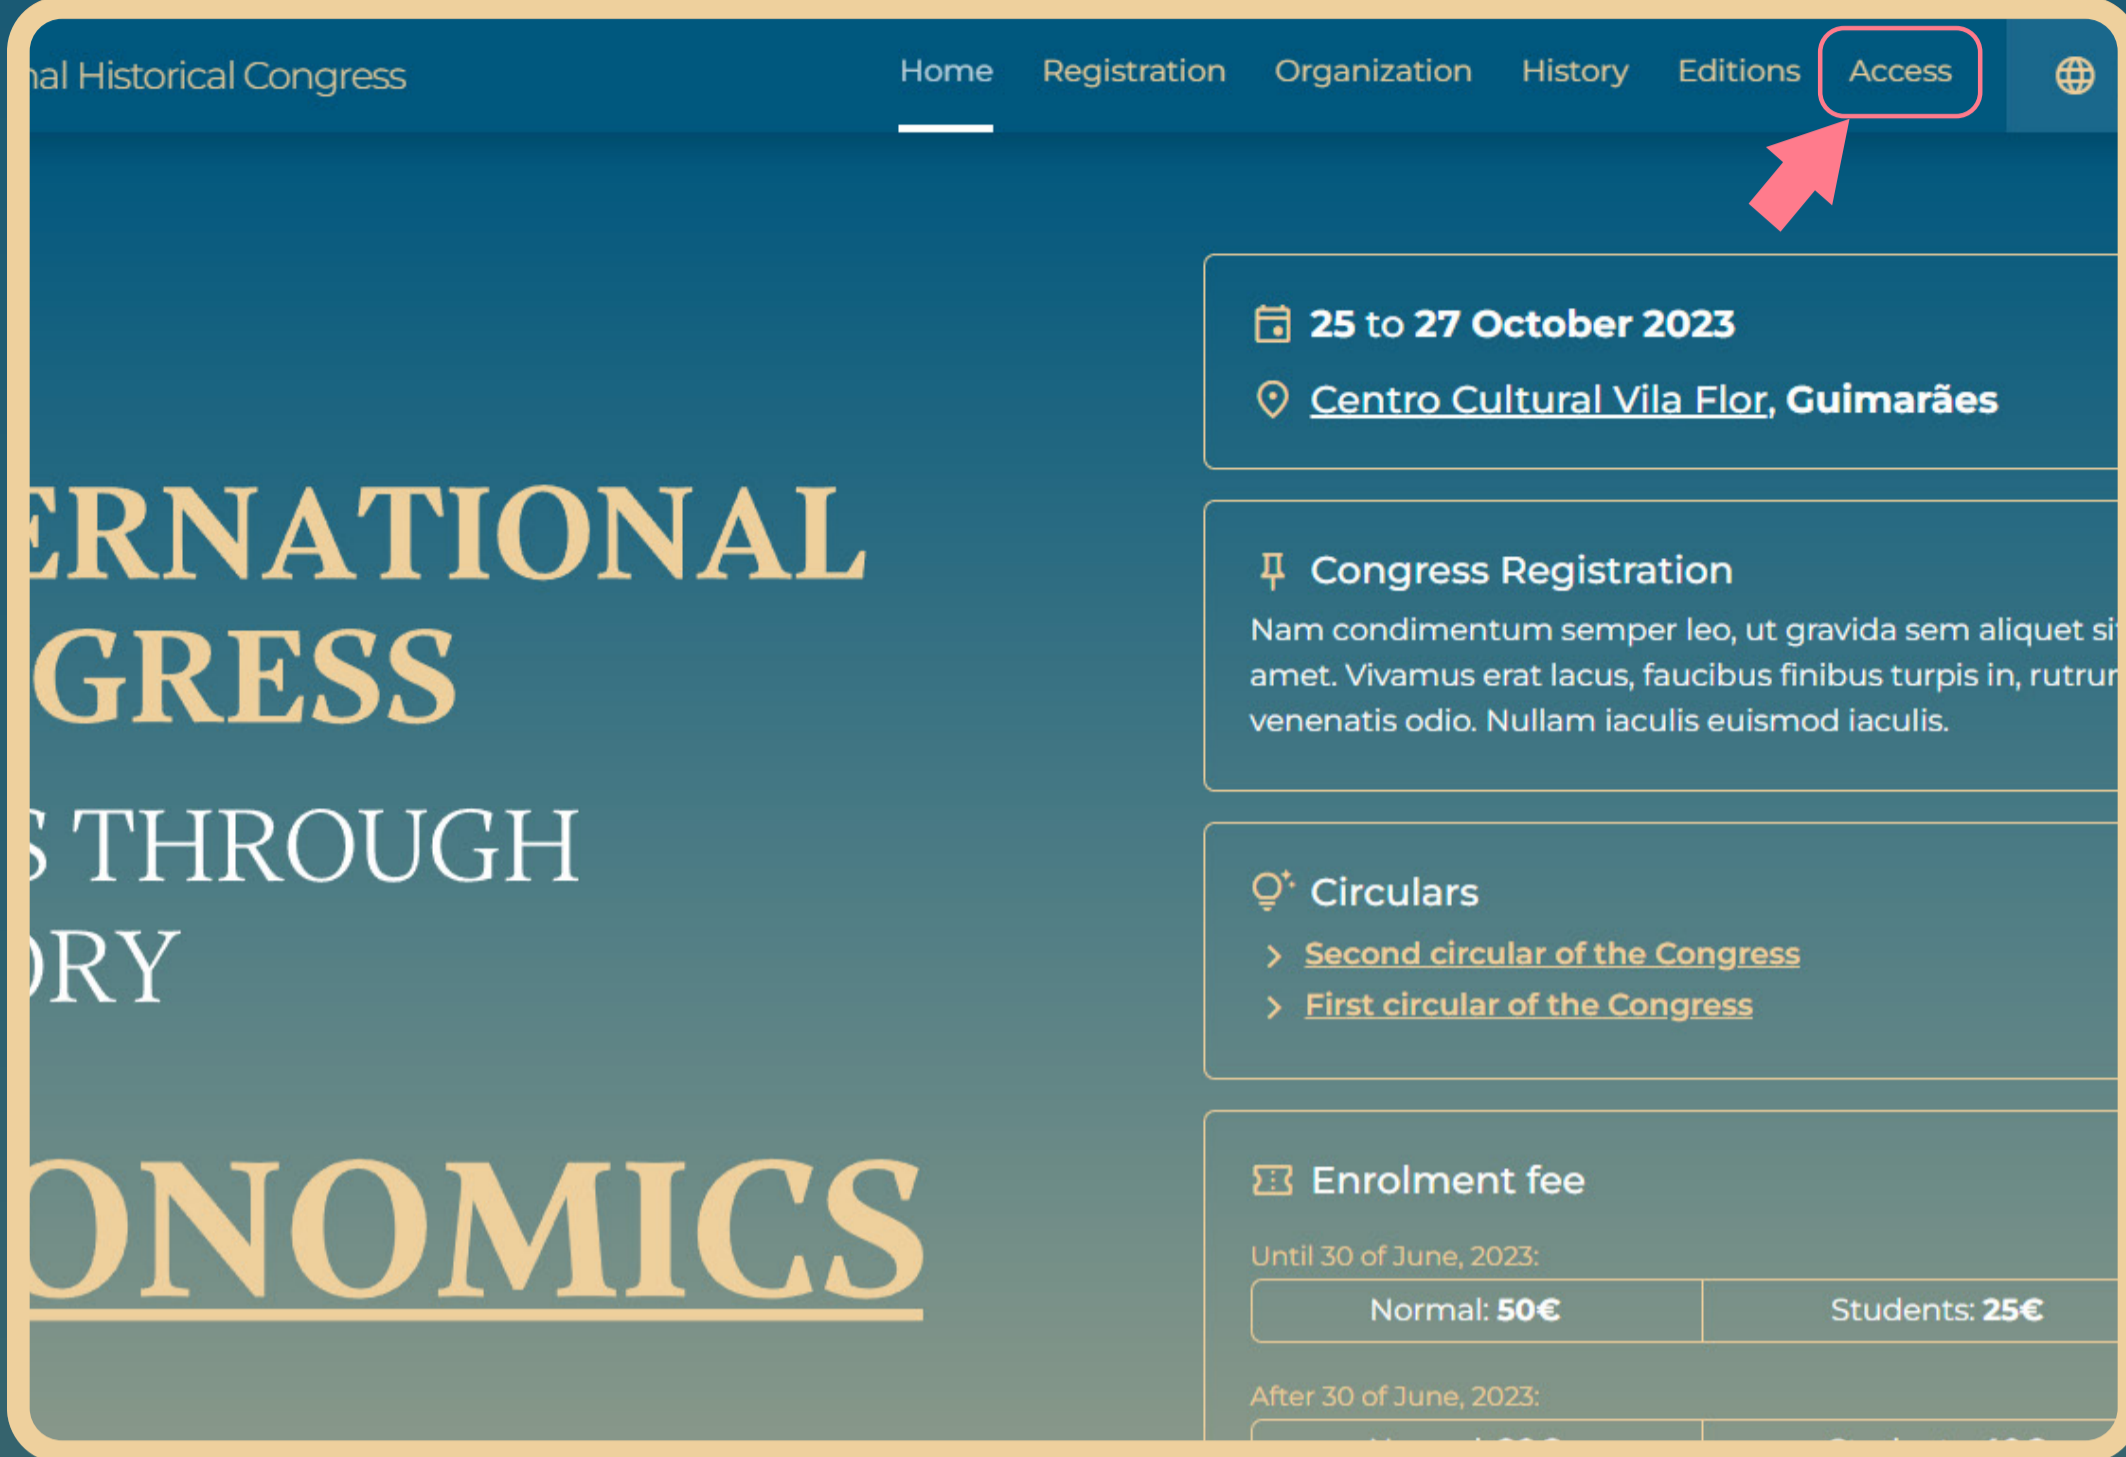 Historical Congress
Home Registration Organization History Editions Access
25 to 27 October 2023
Centro Cultural Vila Flor, Guimarães
ERNATIONAL
GRESS
S THROUGH
ORY
ONOMICS
Congress Registration
Nam condimentum semper leo, ut gravida sem aliquet sit
amet. Vivamus erat lacus, faucibus finibus turpis in,
venenatis odio. Nullam iaculis euismod iaculis.
Circulars
Second circular of the Congress
First circular of the Congress
Enrolment fee
Until 30 of June, 2023:
Normal: 50€ Students: 25€
After 30 of June, 2023: